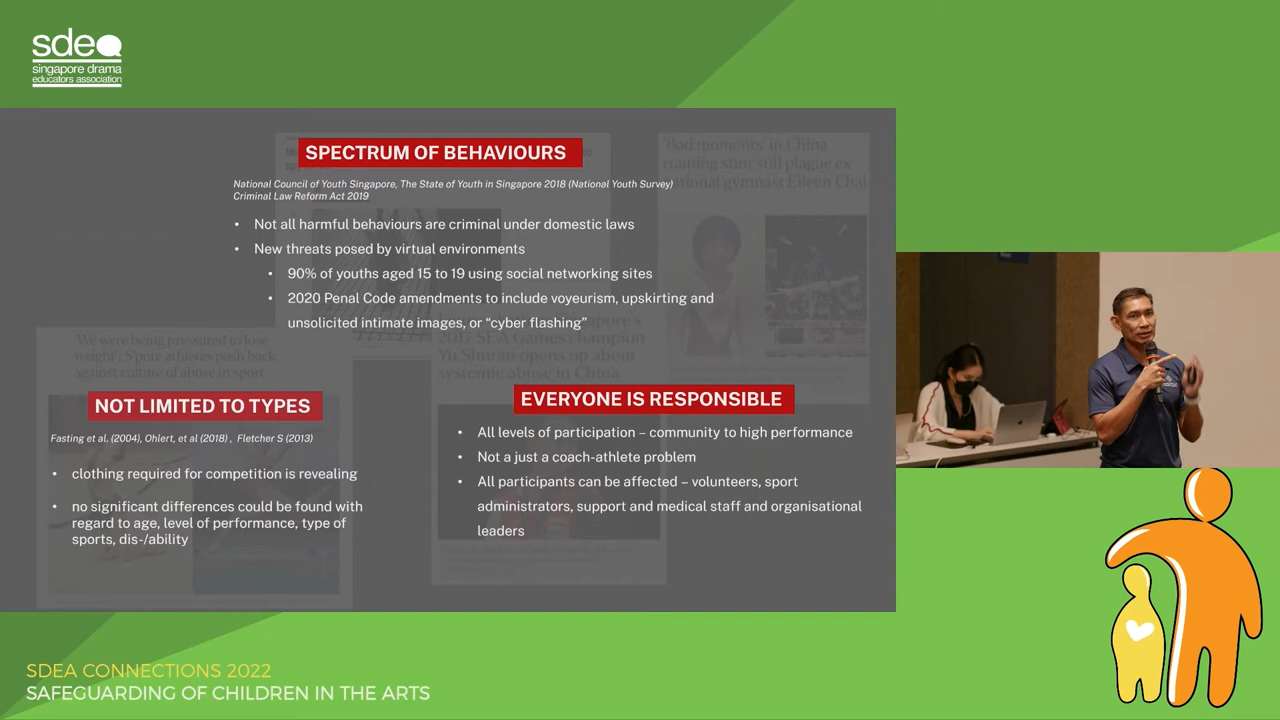 sdea
singapore drama
educators association
SPECTRUM OF BEHAVIOURS
National Council of Youth Singapore, The State of Youth in Singapore 2018 (National Youth Survey)
Criminal Law Reform Act 2019
• Not all harmful behaviours are criminal under domestic laws
• New threats posed by virtual environments
• 90% of youths aged 15 to 19 using social networking sites
• 2020 Penal Code amendments to include voyeurism, upskirting and
unsolicited intimate images, or “cyber flashing”
'Bad moments' in China
training stunt still plague ex-
national gymnast Eileen Chai
'We were being pressured to lose
weight': S'pore athletes push back
against culture of abuse in sport
2017 SEA Games champion
Yu Shuran opens up about
systemic abuse in China
NOT LIMITED TO TYPES
Fasting et al. (2004), Ohlert, et al (2018) , Fletcher S (2013)
• clothing required for competition is revealing
• no significant differences could be found with
regard to age, level of performance, type of
sports, dis-/ability
EVERYONE IS RESPONSIBLE
• All levels of participation – community to high performance
• Not a just a coach-athlete problem
• All participants can be affected – volunteers, sport
administrators, support and medical staff and organisational
leaders
SDEA CONNECTIONS 2022
SAFEGUARDING OF CHILDREN IN THE ARTS